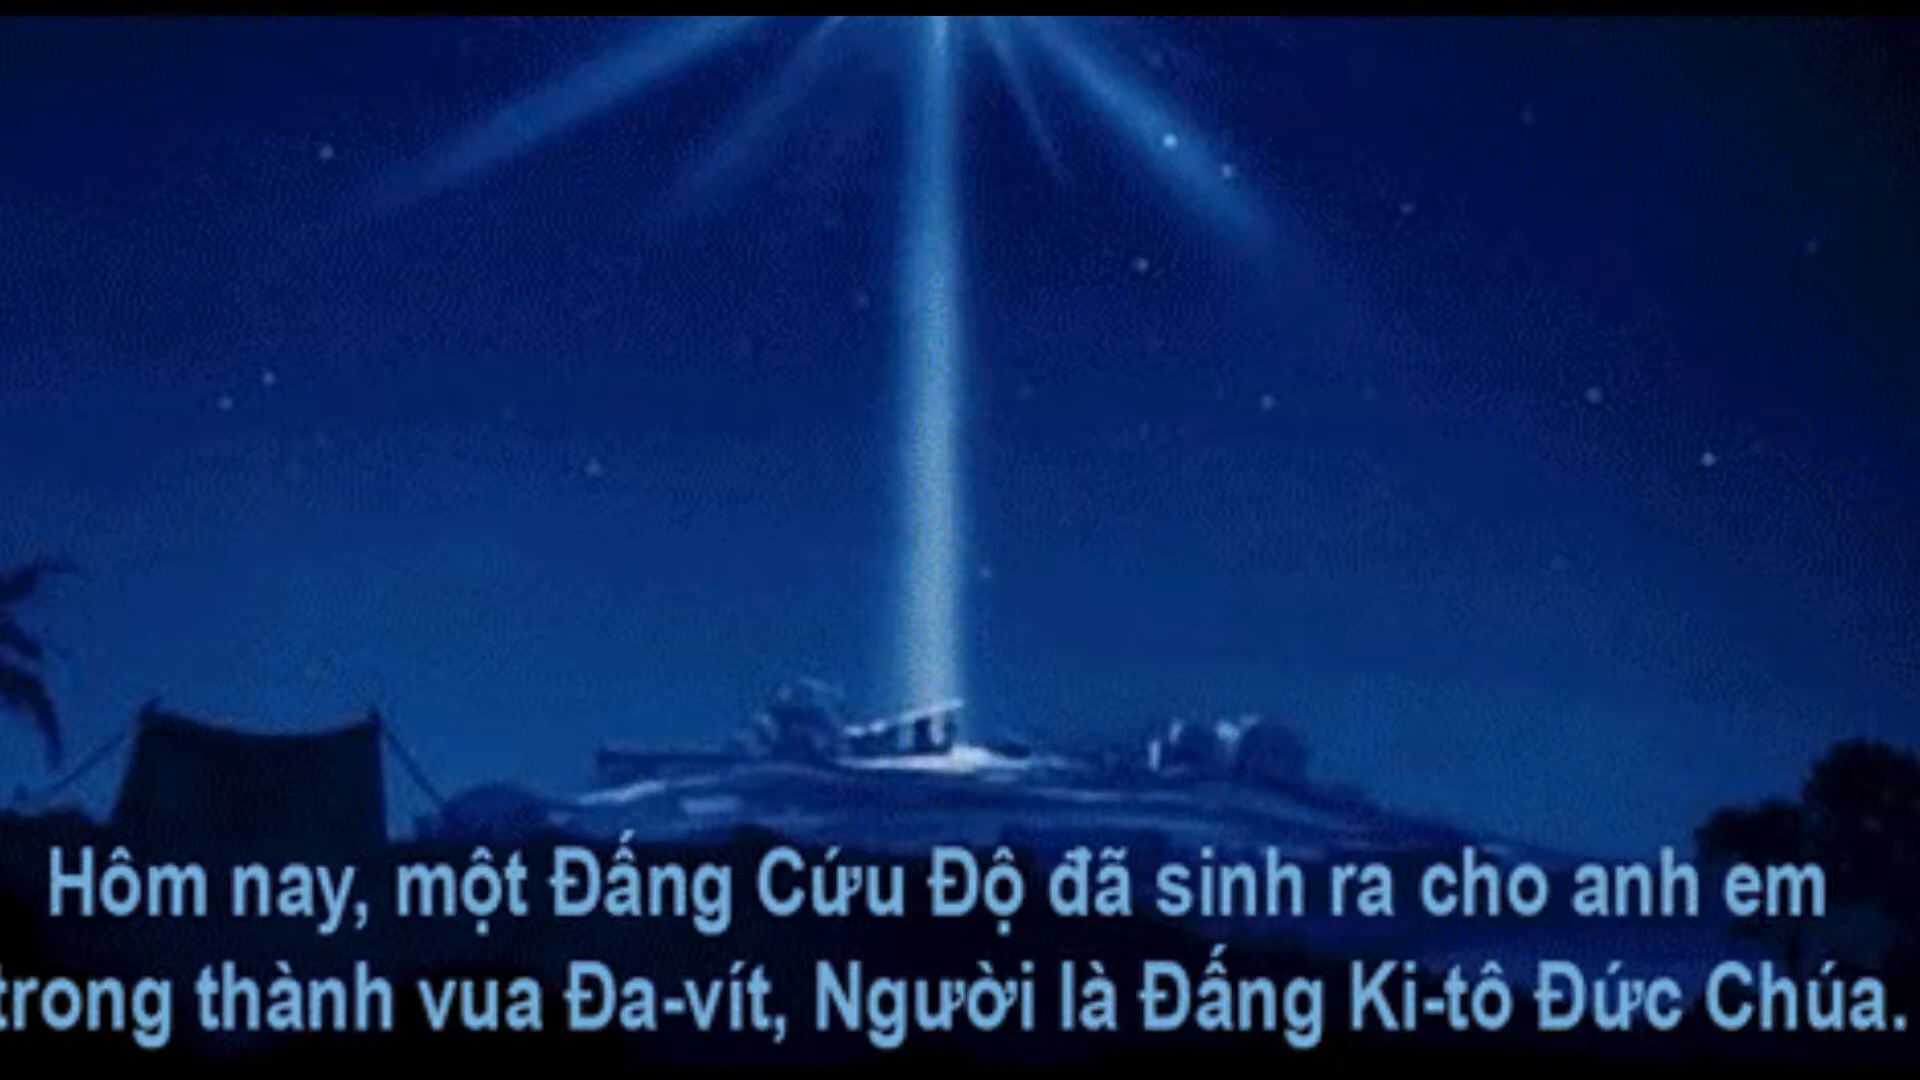 Hôm nay, một Đấng Cứu Độ đã sinh ra cho anh em
trong thành vua Đa-vít, Người là Đấng Ki-tô Đức Chúa.